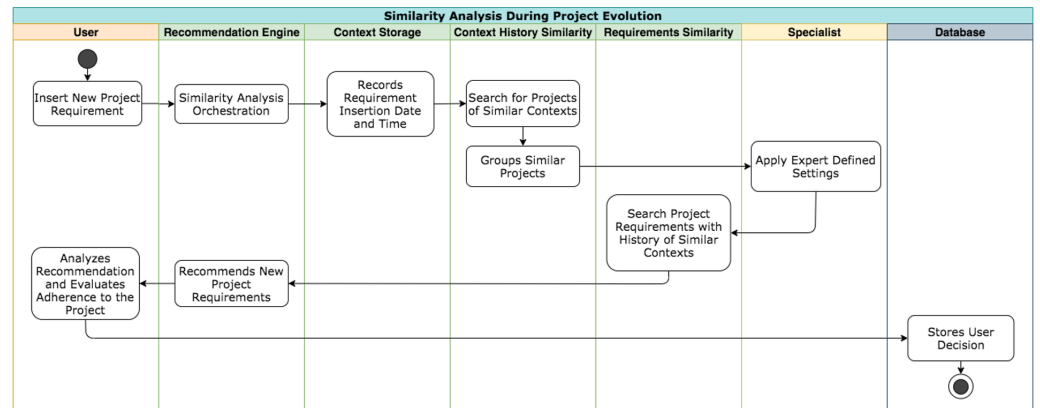 Similarity Analysis During Project Evolution
User
Recommendation Engine
Context Storage
Context History Similarity
Requirements Similarity
Specialist
Database
Insert New Project
Requirement
Similarity Analysis
Orchestration
Records
Requirement
Insertion Date
and Time
Search for Projects
of Similar Contexts
Groups Similar
Projects
Apply Expert Defined
Settings
Search Project
Requirements with
History of Similar
Contexts
Analyzes
Recommendation
and Evaluates
Adherence to the
Project
Recommends New
Project
Requirements
Stores User
Decision